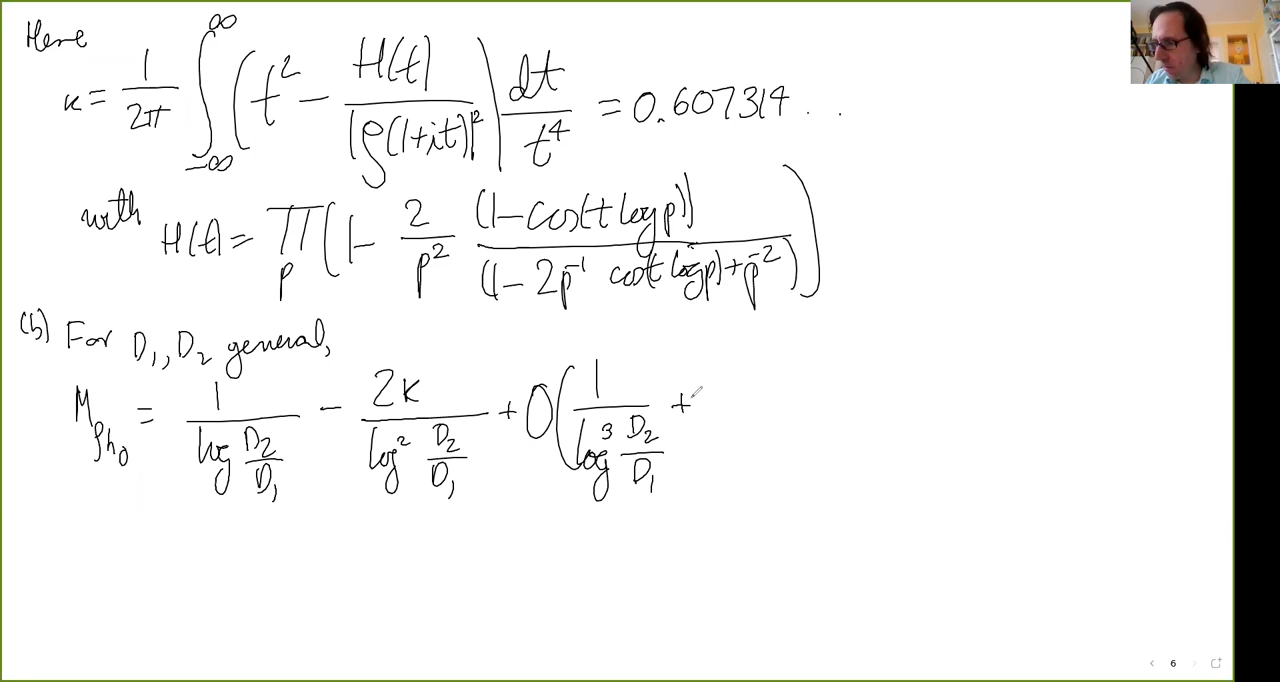 Here
κ = 1/2π ∫_{-∞}^{∞} (t² − H(t)/|ζ(1+it)|²) dt/t⁴ = 0.607314...
with H(t) = ∏_p (1 − 2/p² (1−cos(t log p))/(1−2p⁻¹ cos(t log p)+p⁻²))
(b) For D₁, D₂ general,
M_{ρh₀} = 1/log D₂/D₁ − 2κ/log² D₂/D₁ + O(1/log³ D₂/D₁ +
6